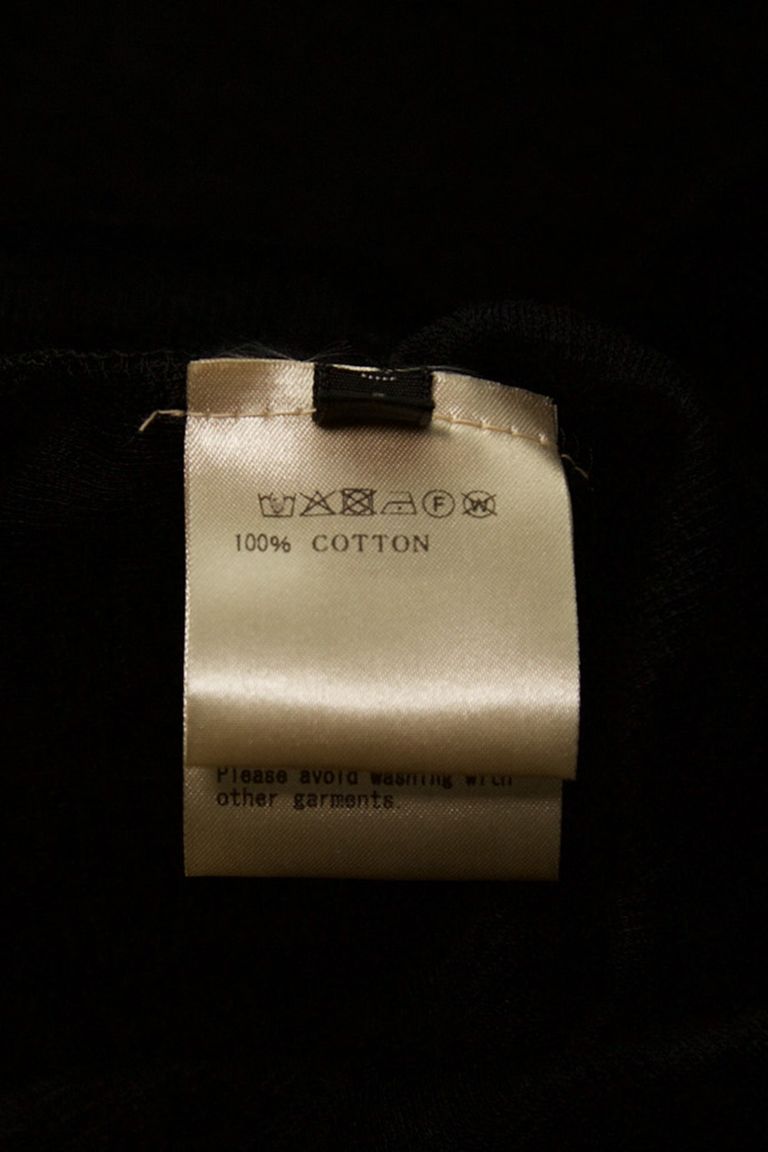 100% COTTON
Please avoid washing with
other garments.